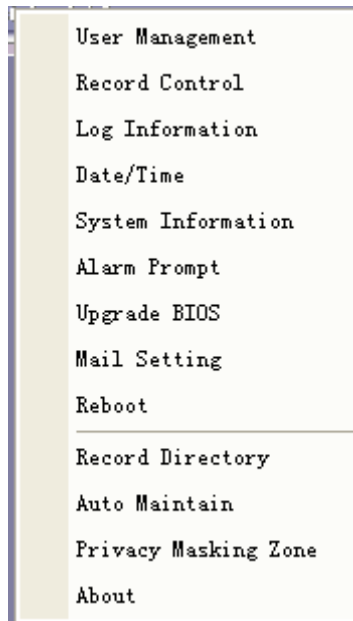 User Management
Record Control
Log Information
Date/Time
System Information
Alarm Prompt
Upgrade BIOS
Mail Setting
Reboot
Record Directory
Auto Maintain
Privacy Masking Zone
About